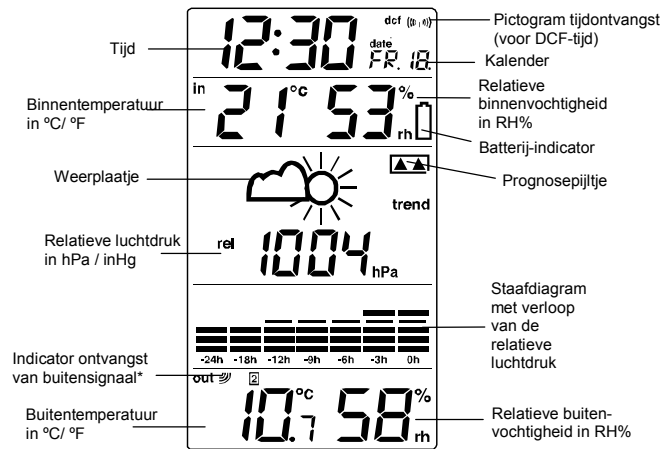 Tijd
12:30
dcf
date
FR. 18.
Pictogram tijdontvangst
(voor DCF-tijd)
Kalender
Binnentemperatuur
in ºC/ ºF
in
21 °C
53 %
rh
Relatieve
binnenvochtigheid
in RH%
Batterij-indicator
Weerplaatje
Prognosepijltje
trend
Relatieve luchtdruk
in hPa / inHg
rel
1004 hPa
Staafdiagram
met verloop
van de
relatieve
luchtdruk
-24h -18h -12h -9h -6h -3h 0h
Indicator ontvangst
van buitensignaal*
out
2
Buitentemperatuur
in ºC/ ºF
10.7 °C
58 %
rh
Relatieve buiten-
vochtigheid in RH%